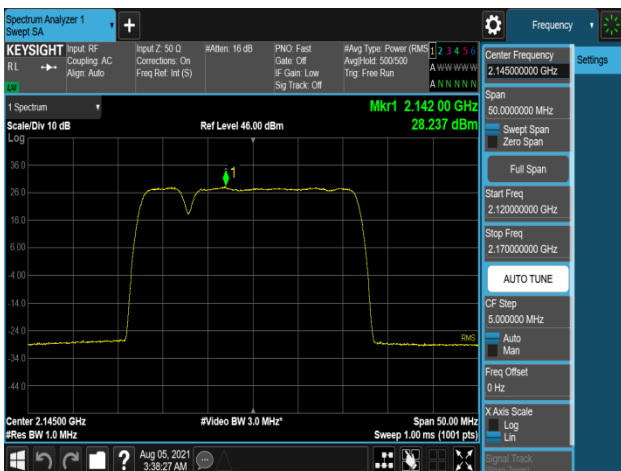 Spectrum Analyzer 1
Swept SA
+
Frequency
KEYSIGHT
RL
Input: RF
Coupling: AC
Align: Auto
Input Z: 50 Ω
Corrections: On
Freq Ref: Int (S)
#Atten: 16 dB
PNO: Fast
Gate: Off
IF Gain: Low
Sig Track: Off
#Avg Type: Power (RMS
Avg|Hold: 500/500
Trig: Free Run
1 2 3 4 5 6
A W W W W W
A N N N N N
LV
1 Spectrum
Scale/Div 10 dB
Log
Ref Level 46.00 dBm
Mkr1 2.142 00 GHz
28.237 dBm
36.0
26.0
16.0
6.00
-4.00
-14.0
-24.0
-34.0
-44.0
1
RMS
Center 2.14500 GHz
#Res BW 1.0 MHz
#Video BW 3.0 MHz*
Span 50.00 MHz
Sweep 1.00 ms (1001 pts)
Aug 05, 2021
3:38:27 AM
?
Center Frequency
2.145000000 GHz
Settings
Span
50.0000000 MHz
Swept Span
Zero Span
Full Span
Start Freq
2.120000000 GHz
Stop Freq
2.170000000 GHz
AUTO TUNE
CF Step
5.000000 MHz
Auto
Man
Freq Offset
0 Hz
X Axis Scale
Log
Lin
Signal Track
(Span Zoom)